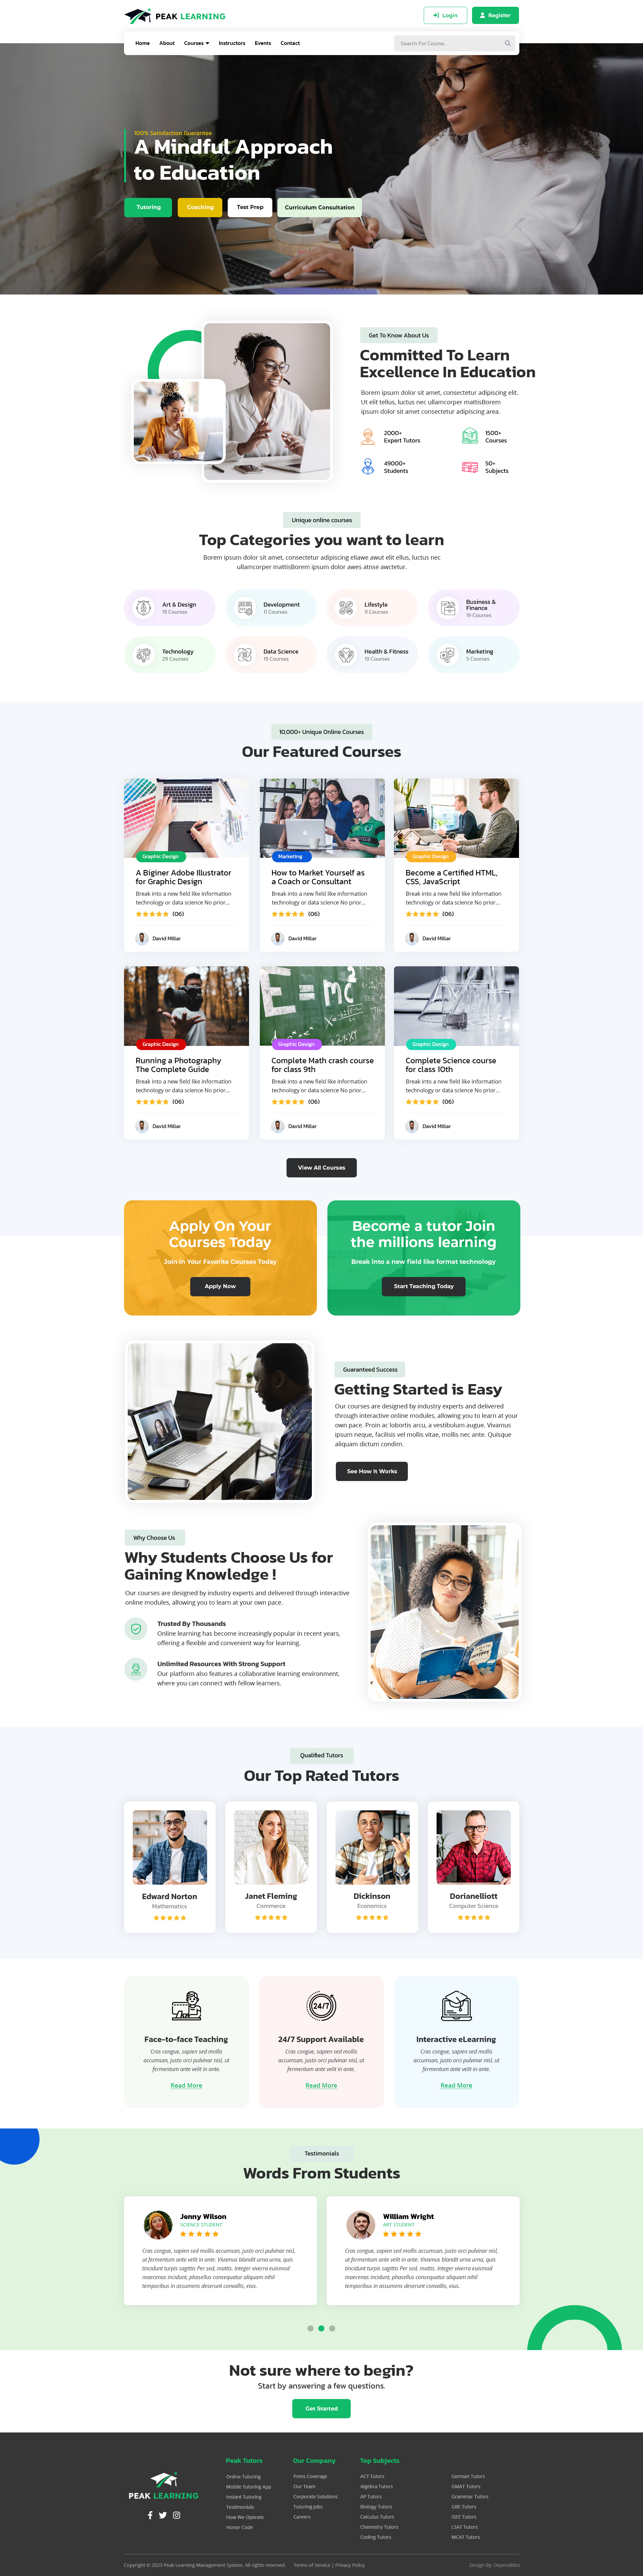 PEAK LEARNING
Login
Register
Home
About
Courses
Instructors
Events
Contact
Search For Course..
100% Satisfaction Guarantee
A Mindful Approach
to Education
Tutoring
Coaching
Test Prep
Curriculum Consultation
Get To Know About Us
Committed To Learn
Excellence In Education
Borem ipsum dolor sit amet, consectetur adipiscing elit.
Ut elit tellus, luctus nec ullamcorper mattisBorem
ipsum dolor sit amet consectetur adipiscing area.
2000+
Expert Tutors
1500+
Courses
49000+
Students
50+
Subjects
Unique online courses
Top Categories you want to learn
Borem ipsum dolor sit amet, consectetur adipiscing eliawe awut elit ellus, luctus nec
ullamcorper mattisBorem ipsum dolor awes atnse awctetur.
Art & Design
19 Courses
Development
11 Courses
Lifestyle
11 Courses
Business &
Finance
19 Courses
Technology
29 Courses
Data Science
19 Courses
Health & Fitness
19 Courses
Marketing
5 Courses
10,000+ Unique Online Courses
Our Featured Courses
Graphic Design
A Biginer Adobe Illustrator
for Graphic Design
Break into a new field like information
technology or data science No prior...
(06)
David Millar
Marketing
How to Market Yourself as
a Coach or Consultant
Break into a new field like information
technology or data science No prior...
(06)
David Millar
Graphic Design
Become a Certified HTML,
CSS, JavaScript
Break into a new field like information
technology or data science No prior...
(06)
David Millar
Graphic Design
Running a Photography
The Complete Guide
Break into a new field like information
technology or data science No prior...
(06)
David Millar
E=mc²
Graphic Design
Complete Math crash course
for class 9th
Break into a new field like information
technology or data science No prior...
(06)
David Millar
Graphic Design
Complete Science course
for class 10th
Break into a new field like information
technology or data science No prior...
(06)
David Millar
View All Courses
Apply On Your
Courses Today
Join in Your Favorite Courses Today
Apply Now
Become a tutor Join
the millions learning
Break into a new field like format technology
Start Teaching Today
Guaranteed Success
Getting Started is Easy
Our courses are designed by industry experts and delivered
through interactive online modules, allowing you to learn at your
own pace. Proin ac lobortis arcu, a vestibulum augue. Vivamus
ipsum neque, facilisis vel mollis vitae, mollis nec ante. Quisque
aliquam dictum condim.
See How It Works
Why Choose Us
Why Students Choose Us for
Gaining Knowledge !
Our courses are designed by industry experts and delivered through interactive
online modules, allowing you to learn at your own pace.
Trusted By Thousands
Online learning has become increasingly popular in recent years,
offering a flexible and convenient way for learning.
Unlimited Resources With Strong Support
Our platform also features a collaborative learning environment,
where you can connect with fellow learners.
Qualified Tutors
Our Top Rated Tutors
Edward Norton
Mathematics
Janet Fleming
Commerce
Dickinson
Economics
Dorianelliott
Computer Science
Face-to-face Teaching
Cras congue, sapien sed mollis
accumsan, justo orci pulvinar nisl, ut
fermentum ante velit in ante.
Read More
24/7
24/7 Support Available
Cras congue, sapien sed mollis
accumsan, justo orci pulvinar nisl, ut
fermentum ante velit in ante.
Read More
Interactive eLearning
Cras congue, sapien sed mollis
accumsan, justo orci pulvinar nisl, ut
fermentum ante velit in ante.
Read More
Testimonials
Words From Students
Jenny Wilson
SCIENCE STUDENT
Cras congue, sapien sed mollis accumsan, justo orci pulvinar nisl,
ut fermentum ante velit in ante. Vivamus blandit urna urna, quis
tincidunt turpis sagittis Per sed, mattis. Integer viverra euismod
maecenas incidunt, phasellus consequatur aliquam nihil
temporibus in assumens deserunt convallis, eius.
William Wright
ART STUDENT
Cras congue, sapien sed mollis accumsan, justo orci pulvinar nisl,
ut fermentum ante velit in ante. Vivamus blandit urna urna, quis
tincidunt turpis sagittis Per sed, mattis. Integer viverra euismod
maecenas incidunt, phasellus consequatur aliquam nihil
temporibus in assumens deserunt convallis, eius.
Not sure where to begin?
Start by answering a few questions.
Get Started
PEAK LEARNING
Peak Tutors
Online Tutoring
Mobile Tutoring App
Instant Tutoring
Testimonials
How We Operate
Honor Code
Our Company
Press Coverage
Our Team
Corporate Solutions
Tutoring Jobs
Careers
Top Subjects
ACT Tutors
Algebra Tutors
AP Tutors
Biology Tutors
Calculus Tutors
Chemistry Tutors
Coding Tutors
German Tutors
GMAT Tutors
Grammar Tutors
GRE Tutors
ISEE Tutors
LSAT Tutors
MCAT Tutors
Copyright © 2023 Peak Learning Management System. All rights reserved.
Terms of Service | Privacy Policy
Design By: DependiBot